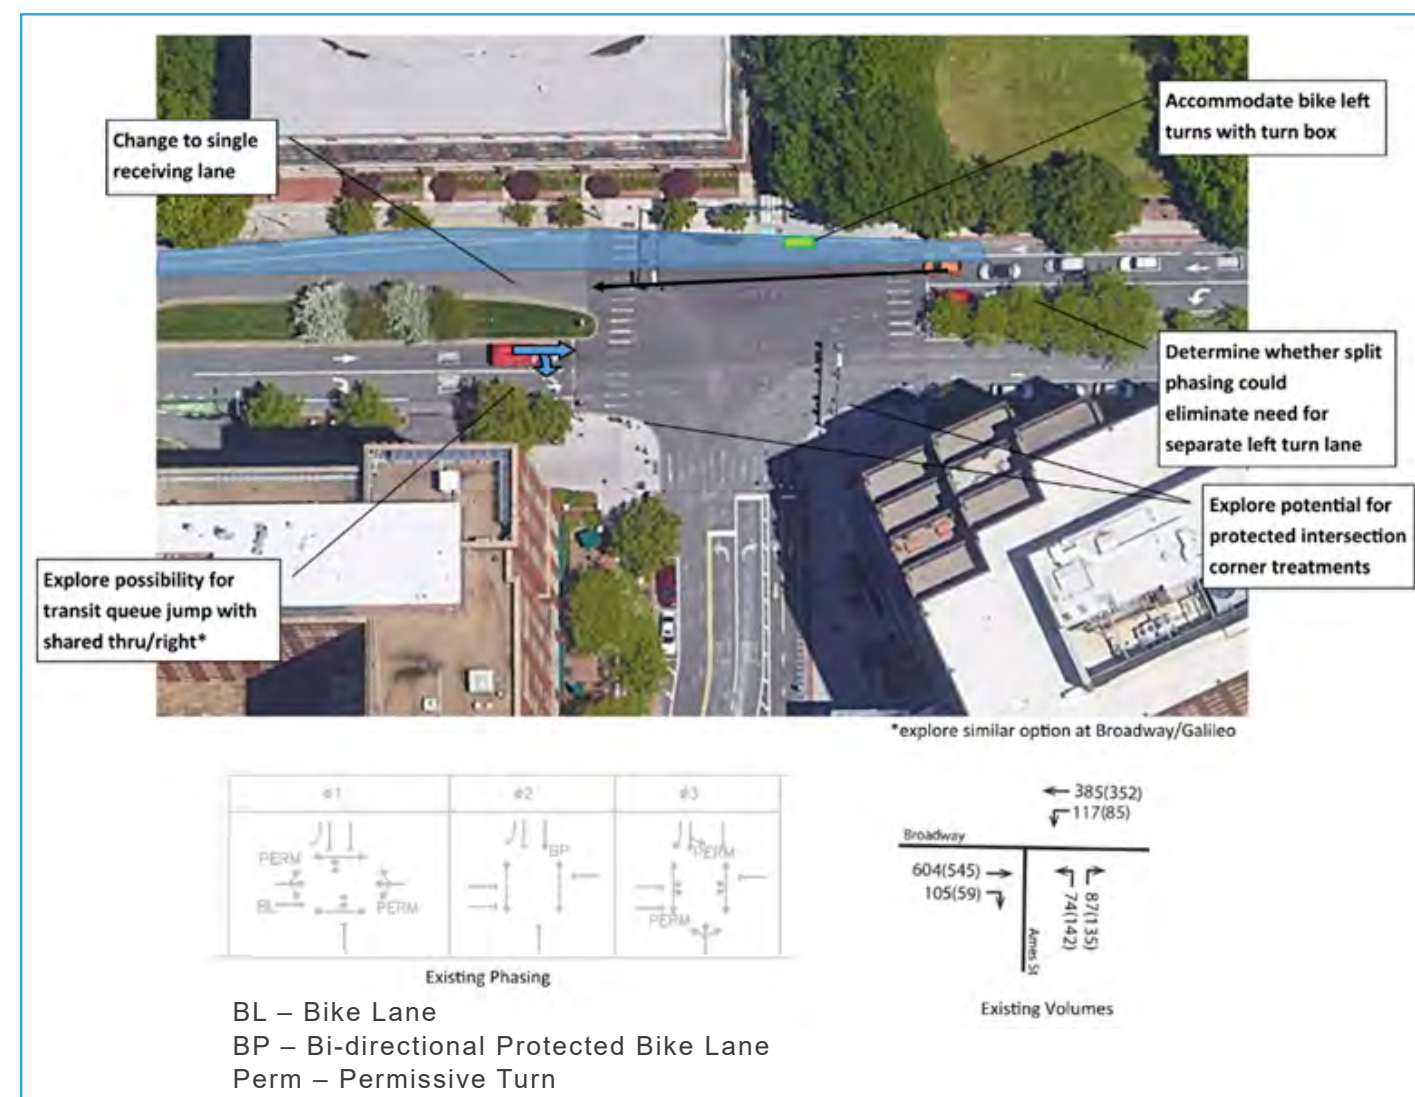 Accommodate bike left
turns with turn box
Change to single
receiving lane
Determine whether split
phasing could
eliminate need for
separate left turn lane
Explore potential for
protected intersection
corner treatments
Explore possibility for
transit queue jump with
shared thru/right*
*explore similar option at Broadway/Galileo
ø1 ø2 ø3
PERM
BL
PERM
BP
PERM
PERM
Existing Phasing
BL – Bike Lane
BP – Bi-directional Protected Bike Lane
Perm – Permissive Turn
385(352)
117(85)
Broadway
604(545)
105(59)
74(142)
87(135)
Ames St
Existing Volumes